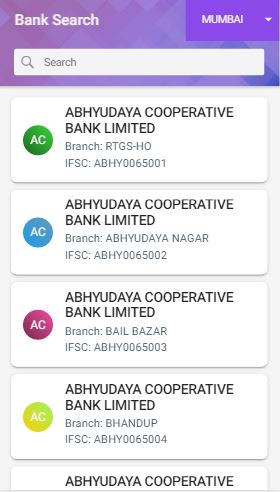 Bank Search
MUMBAI
Search
ABHYUDAYA COOPERATIVE
BANK LIMITED
AC
Branch: RTGS-HO
IFSC: ABHY0065001
ABHYUDAYA COOPERATIVE
BANK LIMITED
AC
Branch: ABHYUDAYA NAGAR
IFSC: ABHY0065002
ABHYUDAYA COOPERATIVE
BANK LIMITED
AC
Branch: BAIL BAZAR
IFSC: ABHY0065003
ABHYUDAYA COOPERATIVE
BANK LIMITED
AC
Branch: BHANDUP
IFSC: ABHY0065004
ABHYUDAYA COOPERATIVE